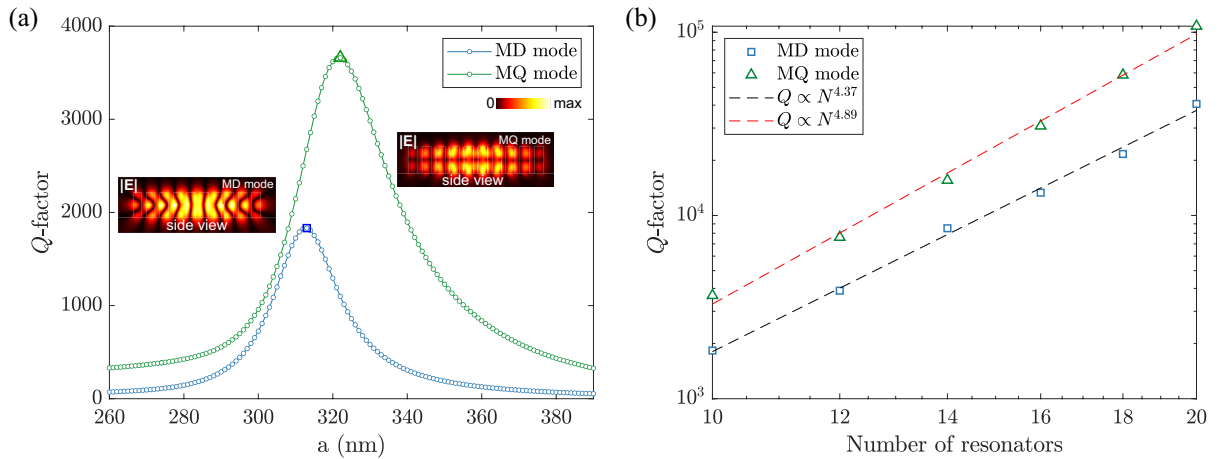 (a)
4000
3000
2000
1000
0
Q-factor
260
280
300
320
340
360
380
a (nm)
MD mode
MQ mode
0 max
|E| MQ mode
side view
|E| MD mode
side view
(b)
10^5
10^4
10^3
Q-factor
10
12
14
16
18
20
Number of resonators
MD mode
MQ mode
Q ∝ N^4.37
Q ∝ N^4.89